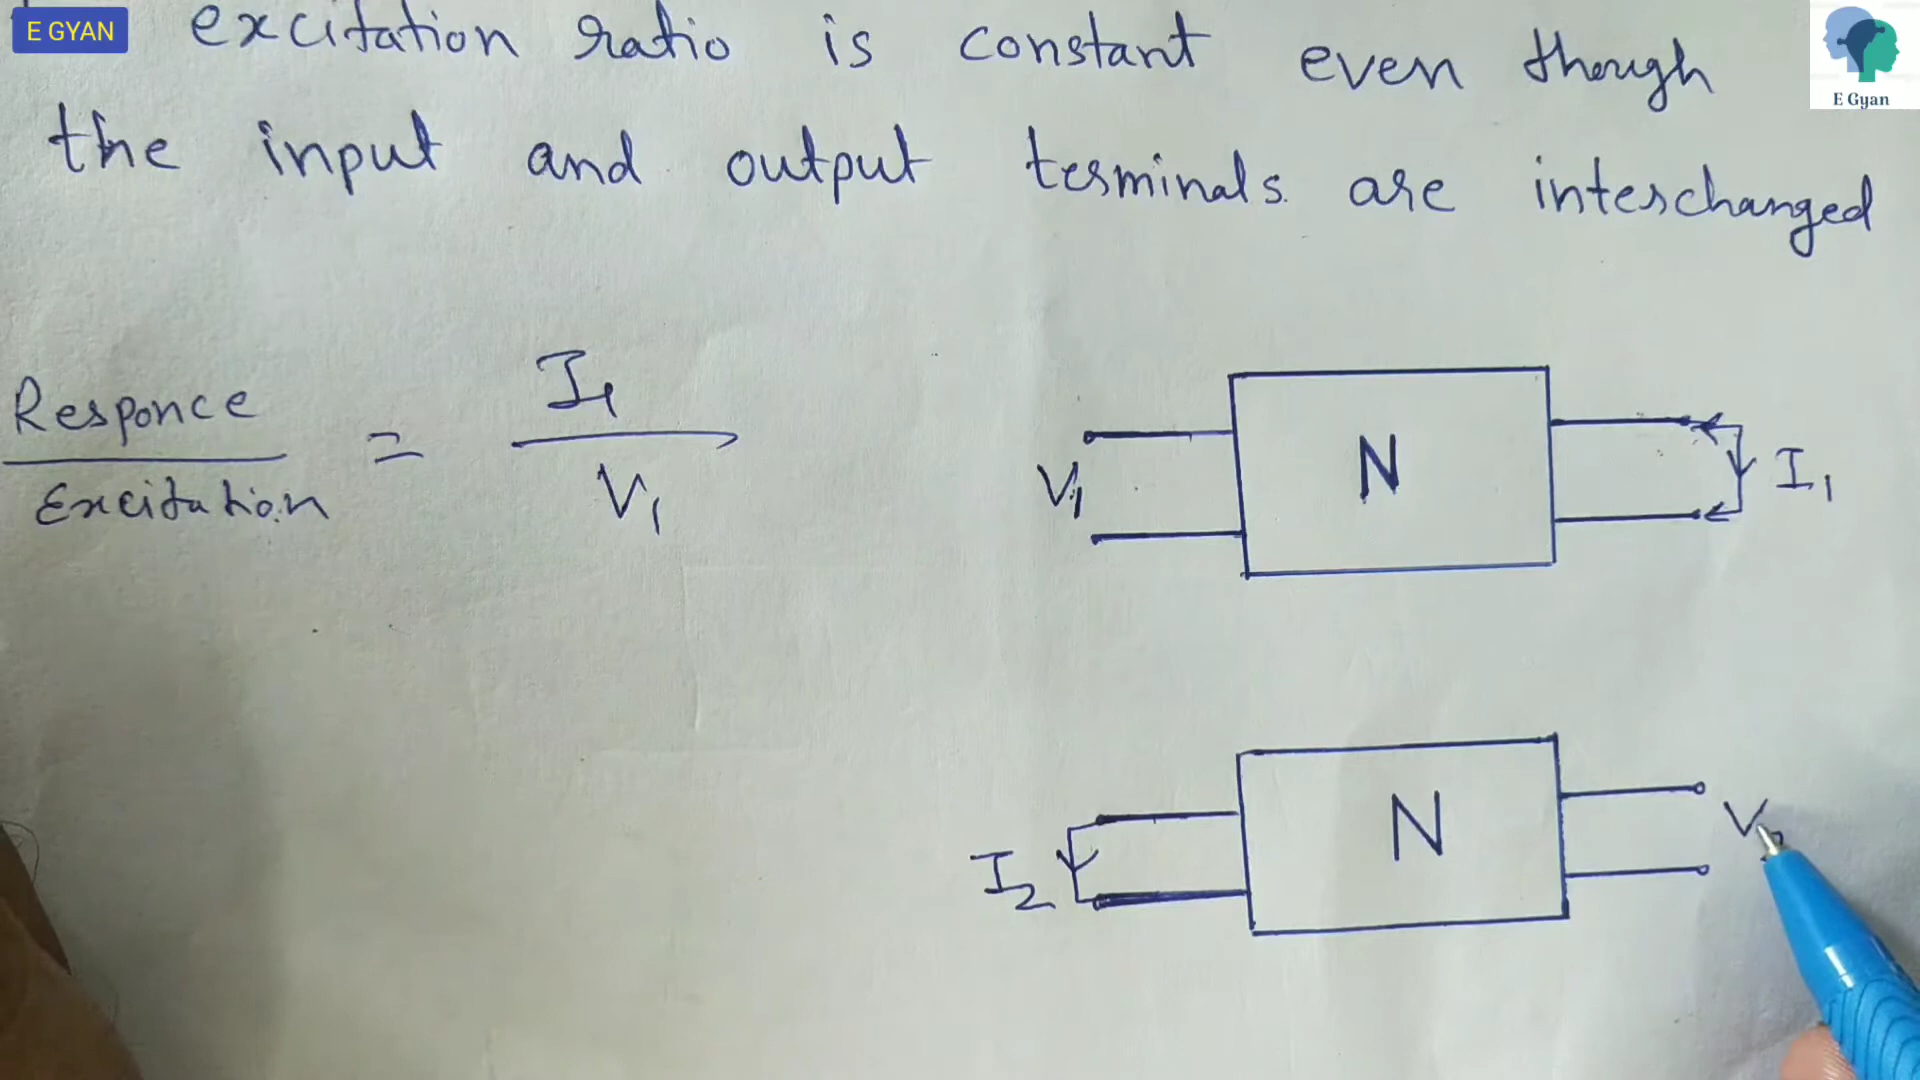 E GYAN
excitation ratio is constant even though
E Gyan
the input and output terminals are interchanged
Responce / Excitation = I1 / V1
V1 N I1
I2 N V